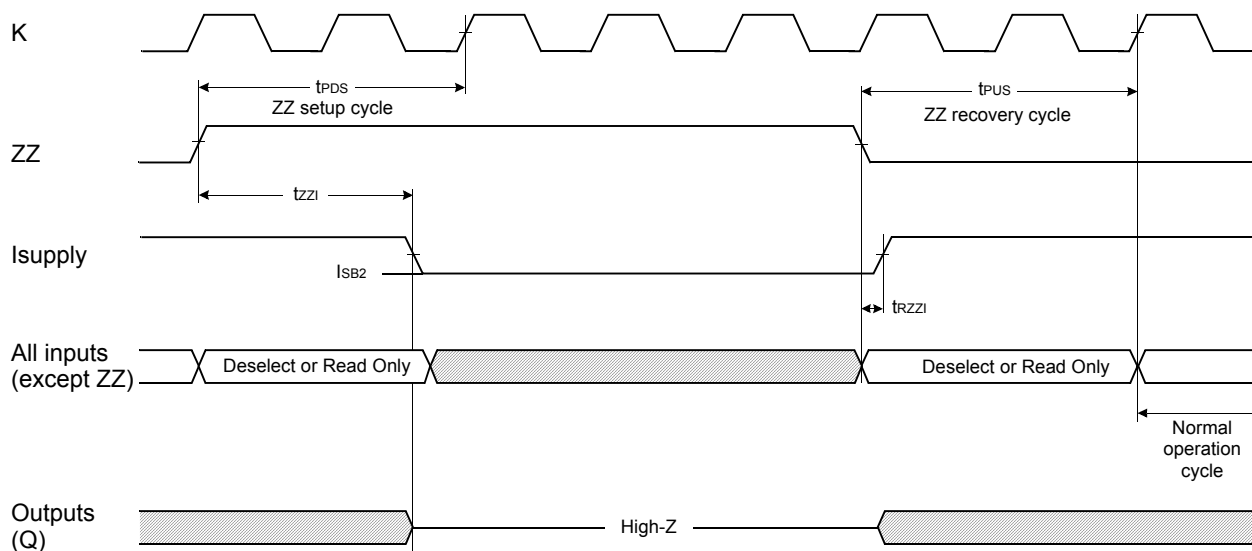 K
tPDS
ZZ setup cycle
tPUS
ZZ recovery cycle
ZZ
tZZI
Isupply
ISB2
tRZZI
All inputs
(except ZZ)
Deselect or Read Only
Deselect or Read Only
Normal
operation
cycle
Outputs
(Q)
High-Z